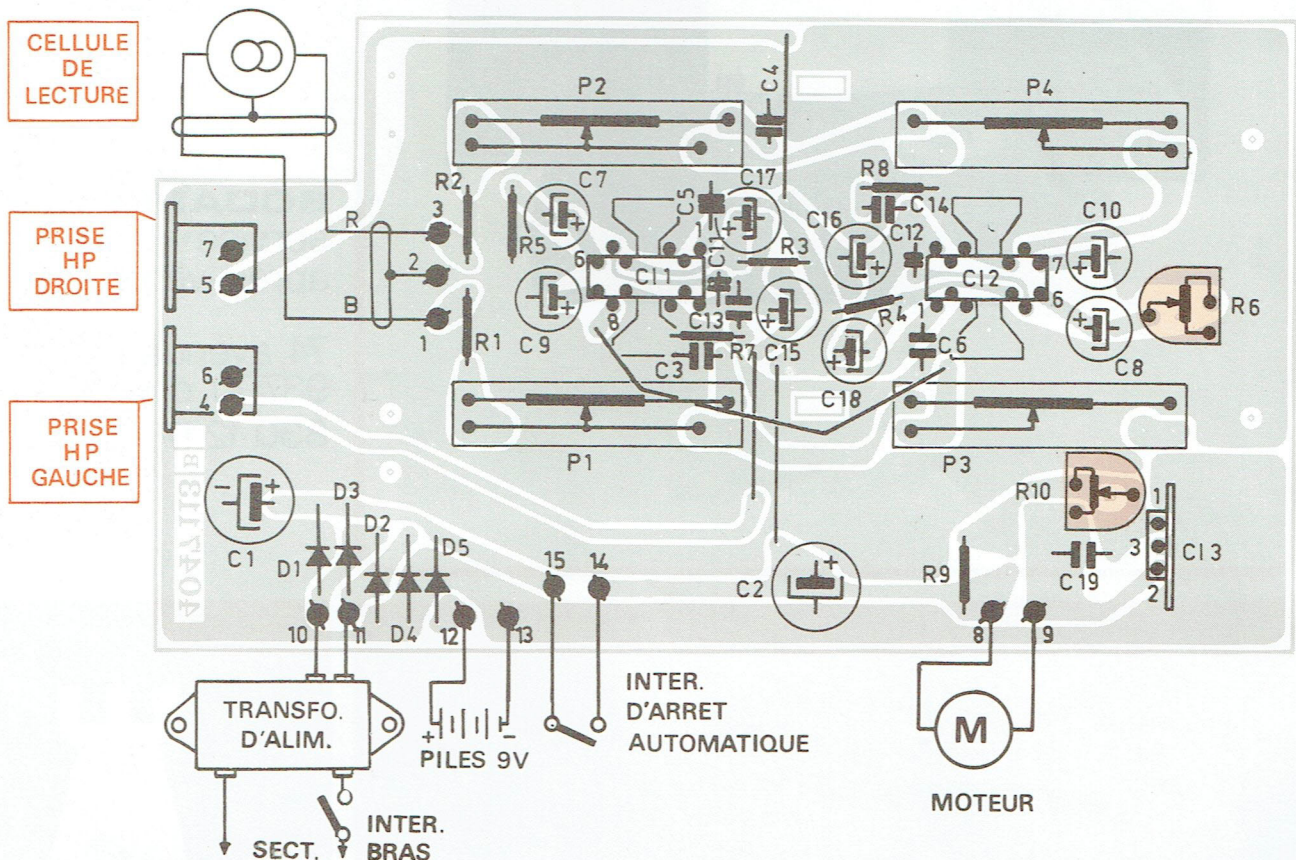 CELLULE
DE
LECTURE
PRISE
HP
DROITE
PRISE
HP
GAUCHE
P2
C4
P4
R
3
R2
R5
C7
C5
1
C17
R8
C14
C16
C12
C10
7
5
2
6
CI1
C11
R3
CI2
7
6
R6
B
1
R1
C9
8
C13
R7
C15
R4
1
C6
C8
C3
C18
6
4
P1
P3
- +
C1
4047113 B
D3
D1
D2
D5
D4
10
11
12
13
15
14
C2
+
R10
R9
C19
1
3
2
CI3
8
9
TRANSFO.
D'ALIM.
+ -
PILES 9V
INTER.
D'ARRET
AUTOMATIQUE
M
MOTEUR
SECT.
INTER.
BRAS